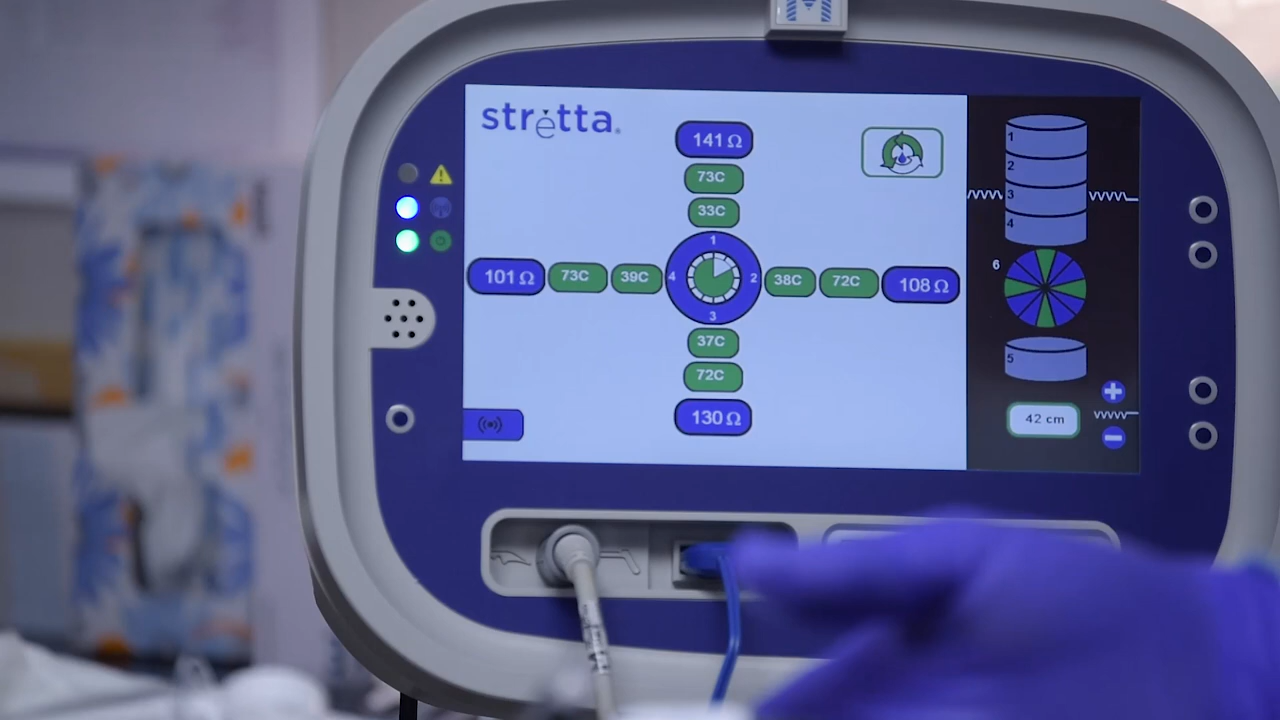 stretta®
141 Ω
73C
33C
1
101 Ω 73C 39C 4 2 38C 72C 108 Ω
3
37C
72C
130 Ω
1
2
3
4
6
5
42 cm